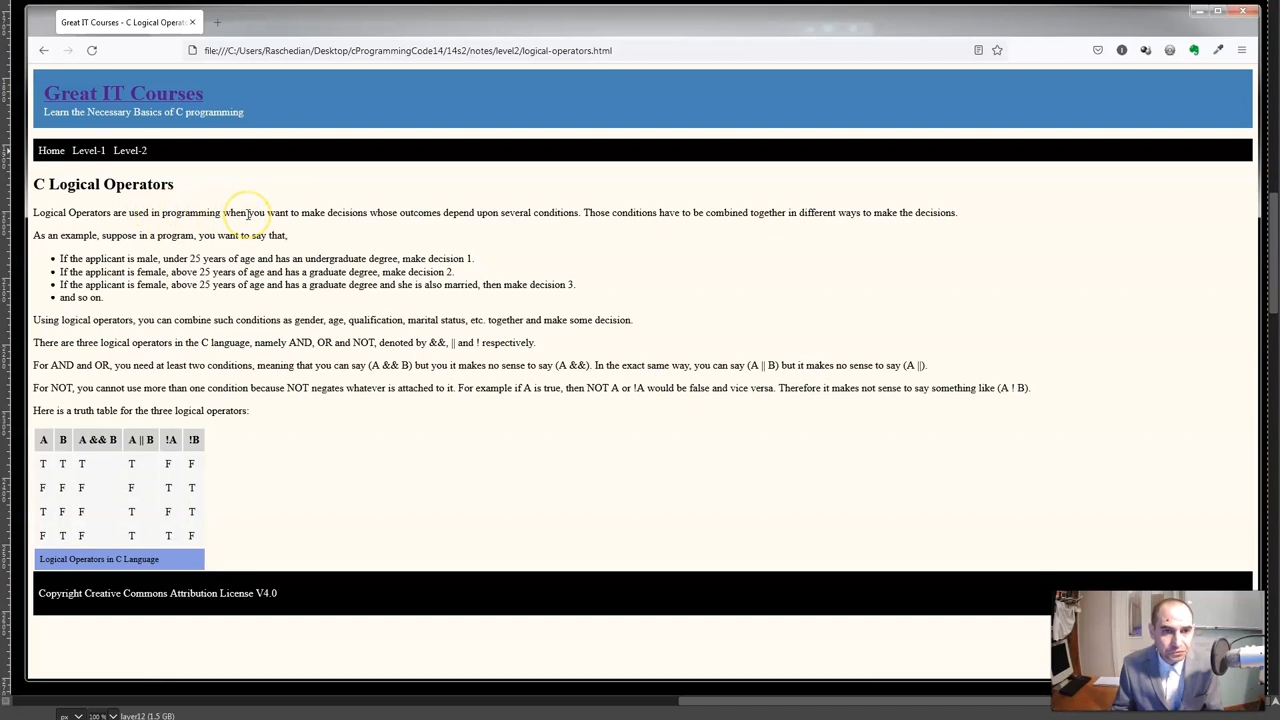 Great IT Courses - C Logical Operato
file:///C:/Users/Raschedian/Desktop/cProgrammingCode14/14s2/notes/level2/logical-operators.html
Great IT Courses
Learn the Necessary Basics of C programming
Home Level-1 Level-2
C Logical Operators
Logical Operators are used in programming when you want to make decisions whose outcomes depend upon several conditions. Those conditions have to be combined together in different ways to make the decisions.
As an example, suppose in a program, you want to say that,
• If the applicant is male, under 25 years of age and has an undergraduate degree, make decision 1.
• If the applicant is female, above 25 years of age and has a graduate degree, make decision 2.
• If the applicant is female, above 25 years of age and has a graduate degree and she is also married, then make decision 3.
• and so on.
Using logical operators, you can combine such conditions as gender, age, qualification, marital status, etc. together and make some decision.
There are three logical operators in the C language, namely AND, OR and NOT, denoted by &&, || and ! respectively.
For AND and OR, you need at least two conditions, meaning that you can say (A && B) but you it makes no sense to say (A &&). In the exact same way, you can say (A || B) but it makes no sense to say (A ||).
For NOT, you cannot use more than one condition because NOT negates whatever is attached to it. For example if A is true, then NOT A or !A would be false and vice versa. Therefore it makes not sense to say something like (A ! B).
Here is a truth table for the three logical operators:
A B A && B A || B !A !B
T T T T F F
F F F F T T
T F F T F T
F T F T T F
Logical Operators in C Language
Copyright Creative Commons Attribution License V4.0
px 100 % layer12 (1.5 GB)